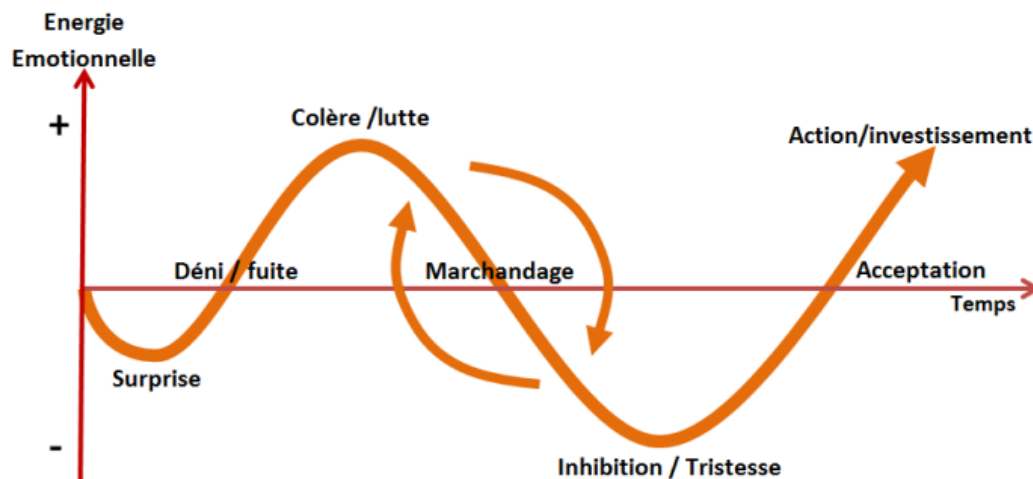 Energie
Emotionnelle
+
Colère /lutte
Action/investissement
Déni / fuite
Marchandage
Acceptation
Temps
Surprise
-
Inhibition / Tristesse